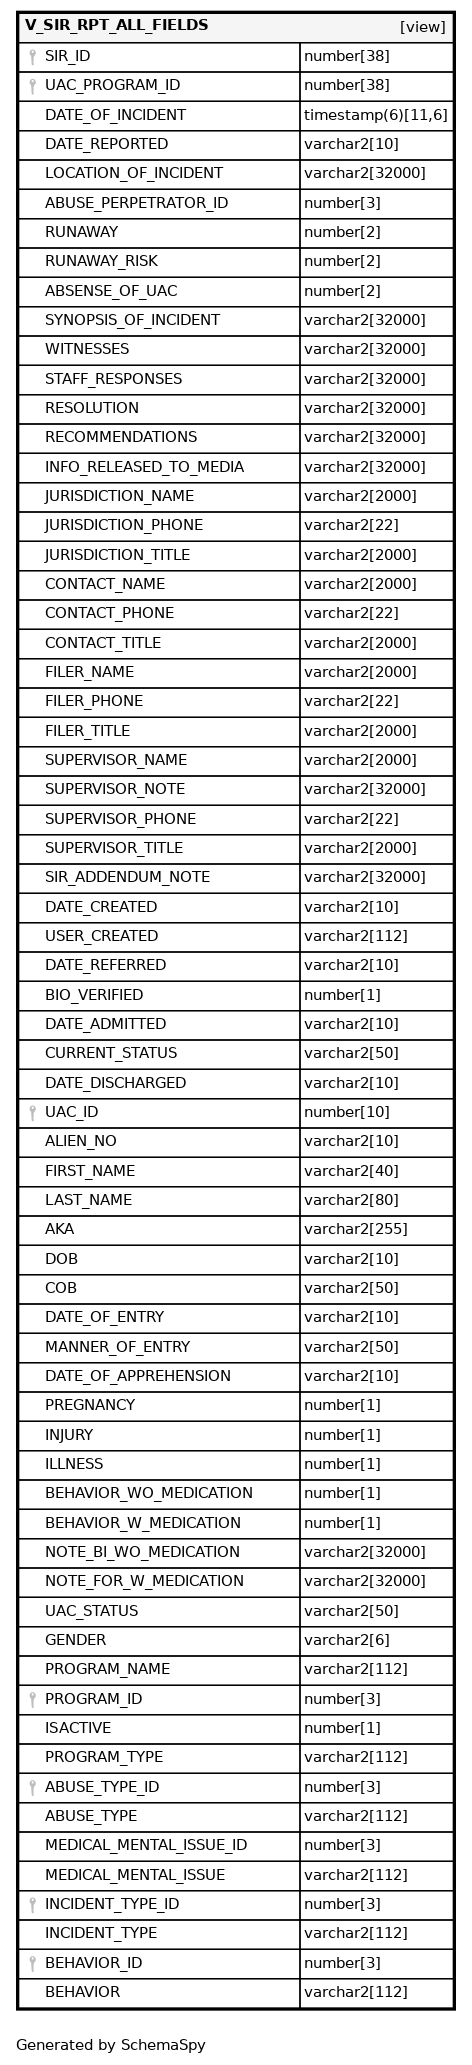 V_SIR_RPT_ALL_FIELDS [view]
SIR_ID number[38]
UAC_PROGRAM_ID number[38]
DATE_OF_INCIDENT timestamp(6)[11,6]
DATE_REPORTED varchar2[10]
LOCATION_OF_INCIDENT varchar2[32000]
ABUSE_PERPETRATOR_ID number[3]
RUNAWAY number[2]
RUNAWAY_RISK number[2]
ABSENSE_OF_UAC number[2]
SYNOPSIS_OF_INCIDENT varchar2[32000]
WITNESSES varchar2[32000]
STAFF_RESPONSES varchar2[32000]
RESOLUTION varchar2[32000]
RECOMMENDATIONS varchar2[32000]
INFO_RELEASED_TO_MEDIA varchar2[32000]
JURISDICTION_NAME varchar2[2000]
JURISDICTION_PHONE varchar2[22]
JURISDICTION_TITLE varchar2[2000]
CONTACT_NAME varchar2[2000]
CONTACT_PHONE varchar2[22]
CONTACT_TITLE varchar2[2000]
FILER_NAME varchar2[2000]
FILER_PHONE varchar2[22]
FILER_TITLE varchar2[2000]
SUPERVISOR_NAME varchar2[2000]
SUPERVISOR_NOTE varchar2[32000]
SUPERVISOR_PHONE varchar2[22]
SUPERVISOR_TITLE varchar2[2000]
SIR_ADDENDUM_NOTE varchar2[32000]
DATE_CREATED varchar2[10]
USER_CREATED varchar2[112]
DATE_REFERRED varchar2[10]
BIO_VERIFIED number[1]
DATE_ADMITTED varchar2[10]
CURRENT_STATUS varchar2[50]
DATE_DISCHARGED varchar2[10]
UAC_ID number[10]
ALIEN_NO varchar2[10]
FIRST_NAME varchar2[40]
LAST_NAME varchar2[80]
AKA varchar2[255]
DOB varchar2[10]
COB varchar2[50]
DATE_OF_ENTRY varchar2[10]
MANNER_OF_ENTRY varchar2[50]
DATE_OF_APPREHENSION varchar2[10]
PREGNANCY number[1]
INJURY number[1]
ILLNESS number[1]
BEHAVIOR_WO_MEDICATION number[1]
BEHAVIOR_W_MEDICATION number[1]
NOTE_BI_WO_MEDICATION varchar2[32000]
NOTE_FOR_W_MEDICATION varchar2[32000]
UAC_STATUS varchar2[50]
GENDER varchar2[6]
PROGRAM_NAME varchar2[112]
PROGRAM_ID number[3]
ISACTIVE number[1]
PROGRAM_TYPE varchar2[112]
ABUSE_TYPE_ID number[3]
ABUSE_TYPE varchar2[112]
MEDICAL_MENTAL_ISSUE_ID number[3]
MEDICAL_MENTAL_ISSUE varchar2[112]
INCIDENT_TYPE_ID number[3]
INCIDENT_TYPE varchar2[112]
BEHAVIOR_ID number[3]
BEHAVIOR varchar2[112]
Generated by SchemaSpy